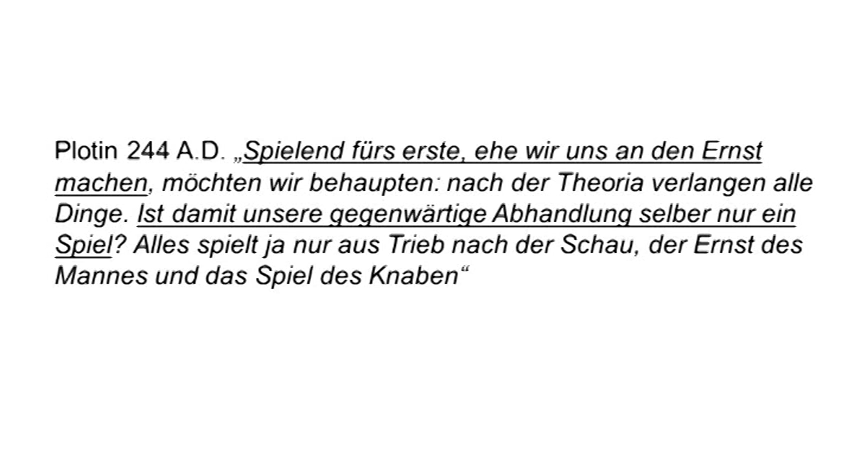 Plotin 244 A.D. „Spielend fürs erste, ehe wir uns an den Ernst
machen, möchten wir behaupten: nach der Theoria verlangen alle
Dinge. Ist damit unsere gegenwärtige Abhandlung selber nur ein
Spiel? Alles spielt ja nur aus Trieb nach der Schau, der Ernst des
Mannes und das Spiel des Knaben“